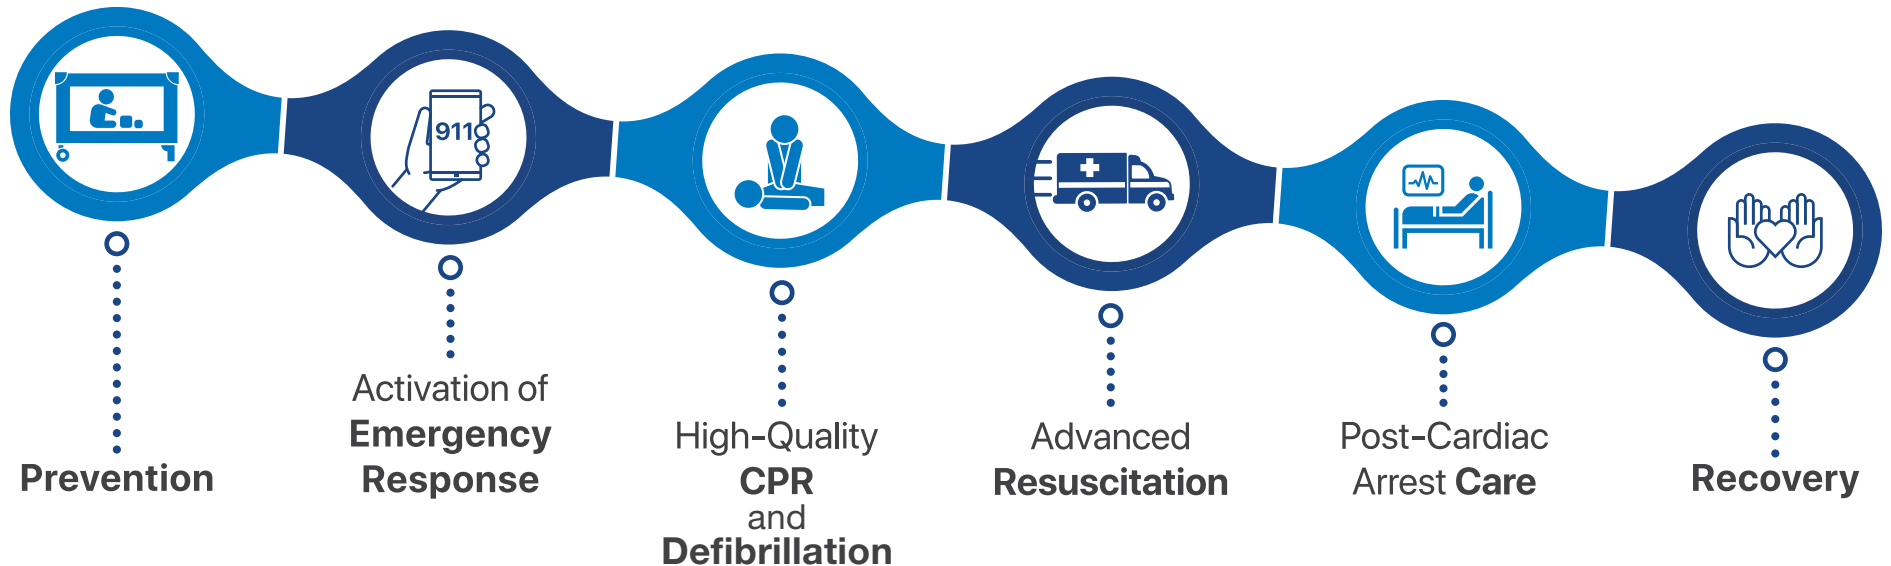 911
Prevention
Activation of
Emergency
Response
High-Quality
CPR
and
Defibrillation
Advanced
Resuscitation
Post-Cardiac
Arrest Care
Recovery